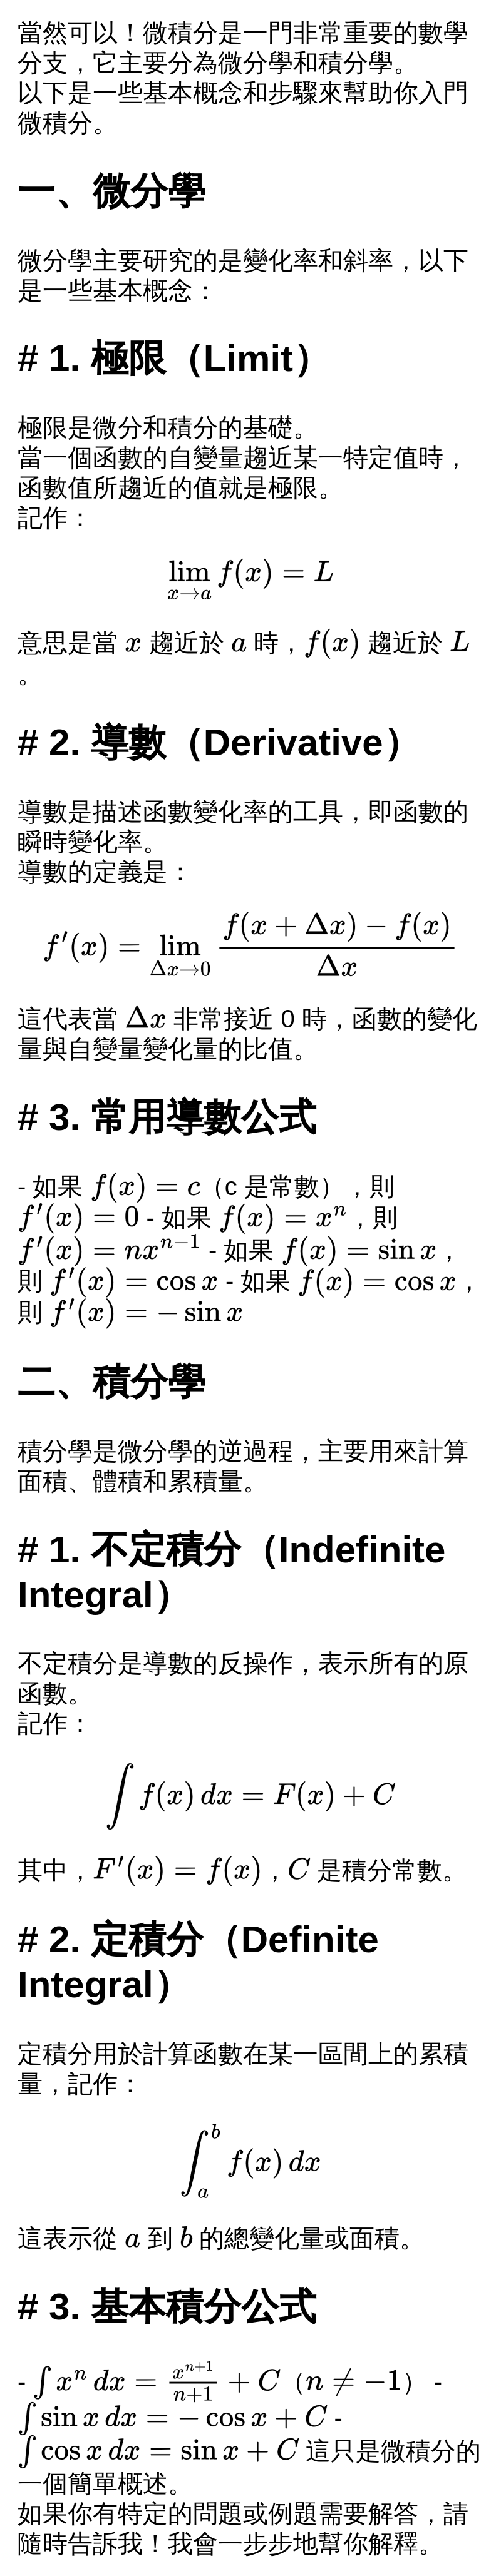 當然可以！微積分是一門非常重要的數學
分支，它主要分為微分學和積分學。
以下是一些基本概念和步驟來幫助你入門
微積分。
一、微分學
微分學主要研究的是變化率和斜率，以下
是一些基本概念：
# 1. 極限（Limit）
極限是微分和積分的基礎。
當一個函數的自變量趨近某一特定值時，
函數值所趨近的值就是極限。
記作：
\lim_{x \to a} f(x) = L
意思是當 x 趨近於 a 時，f(x) 趨近於 L
。
# 2. 導數（Derivative）
導數是描述函數變化率的工具，即函數的
瞬時變化率。
導數的定義是：
f'(x) = \lim_{\Delta x \to 0} \frac{f(x + \Delta x) - f(x)}{\Delta x}
這代表當 Δx 非常接近 0 時，函數的變化
量與自變量變化量的比值。
# 3. 常用導數公式
- 如果 f(x) = c（c 是常數），則
f'(x) = 0 - 如果 f(x) = x^n，則
f'(x) = nx^{n-1} - 如果 f(x) = sin x，
則 f'(x) = cos x - 如果 f(x) = cos x，
則 f'(x) = − sin x
二、積分學
積分學是微分學的逆過程，主要用來計算
面積、體積和累積量。
# 1. 不定積分（Indefinite
Integral）
不定積分是導數的反操作，表示所有的原
函數。
記作：
\int f(x) \, dx = F(x) + C
其中，F'(x) = f(x)，C 是積分常數。
# 2. 定積分（Definite
Integral）
定積分用於計算函數在某一區間上的累積
量，記作：
\int_a^b f(x) \, dx
這表示從 a 到 b 的總變化量或面積。
# 3. 基本積分公式
- \int x^n \, dx = \frac{x^{n+1}}{n+1} + C（n ≠ −1） -
\int \sin x \, dx = − \cos x + C -
\int \cos x \, dx = \sin x + C 這只是微積分的
一個簡單概述。
如果你有特定的問題或例題需要解答，請
隨時告訴我！我會一步步地幫你解釋。